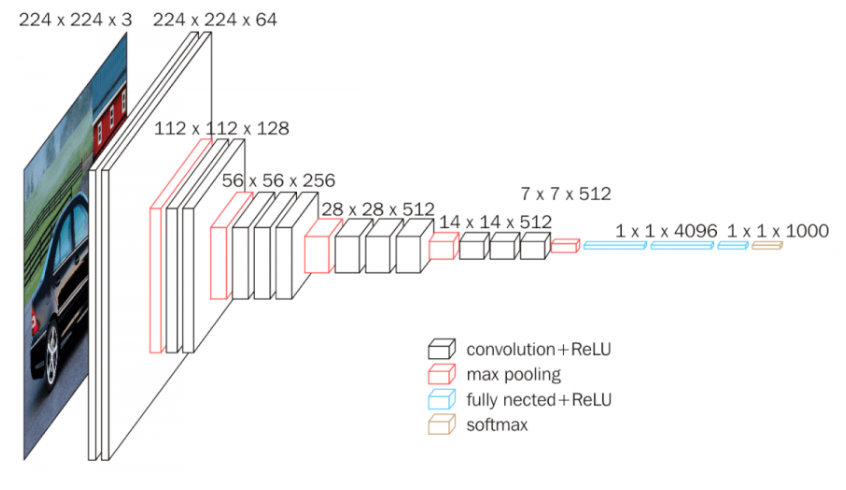 224 x 224 x 3
224 x 224 x 64
112 x 112 x 128
56 x 56 x 256
28 x 28 x 512
14 x 14 x 512
7 x 7 x 512
1 x 1 x 4096
1 x 1 x 1000
convolution+ReLU
max pooling
fully nected+ReLU
softmax